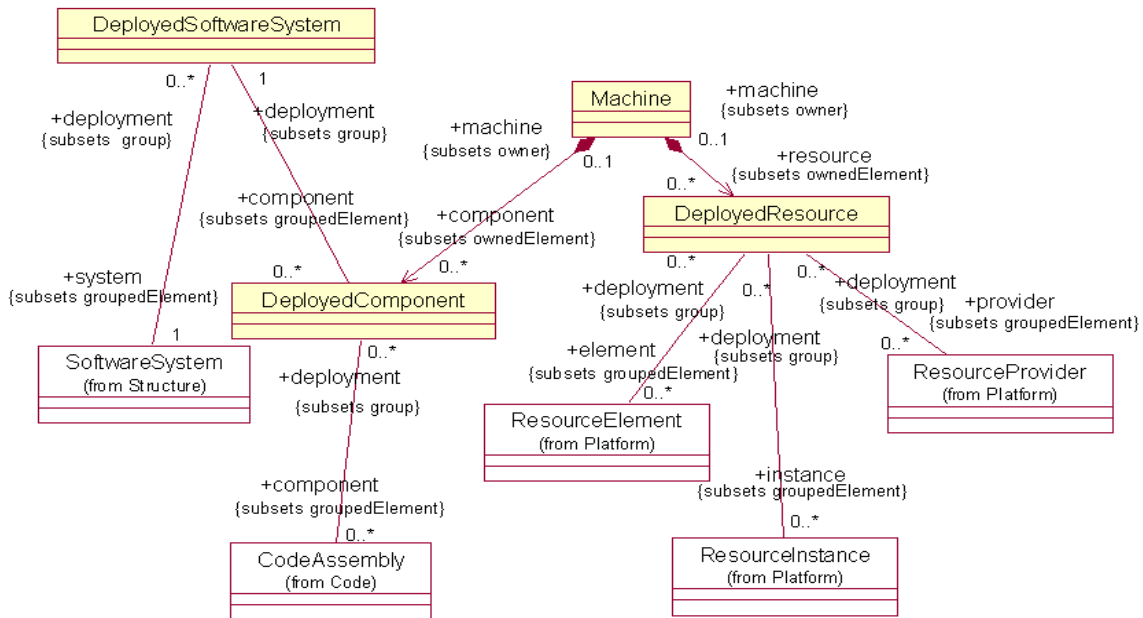 DeployedSoftwareSystem
0..*
1
+deployment
{subsets group}
+deployment
{subsets group}
Machine
+machine
{subsets owner}
+machine
{subsets owner}
0..1
0..1
+resource
{subsets ownedElement}
0..*
+component
{subsets groupedElement}
+component
{subsets ownedElement}
DeployedResource
+system
{subsets groupedElement}
0..*
0..*
DeployedComponent
0..*
0..*
0..*
+deployment
{subsets group}
+deployment
{subsets group}
+deployment
{subsets group}
+provider
{subsets groupedElement}
1
SoftwareSystem
(from Structure)
0..*
+deployment
{subsets group}
+element
{subsets groupedElement}
0..*
0..*
ResourceProvider
(from Platform)
ResourceElement
(from Platform)
+component
{subsets groupedElement}
0..*
+instance
{subsets groupedElement}
0..*
CodeAssembly
(from Code)
ResourceInstance
(from Platform)